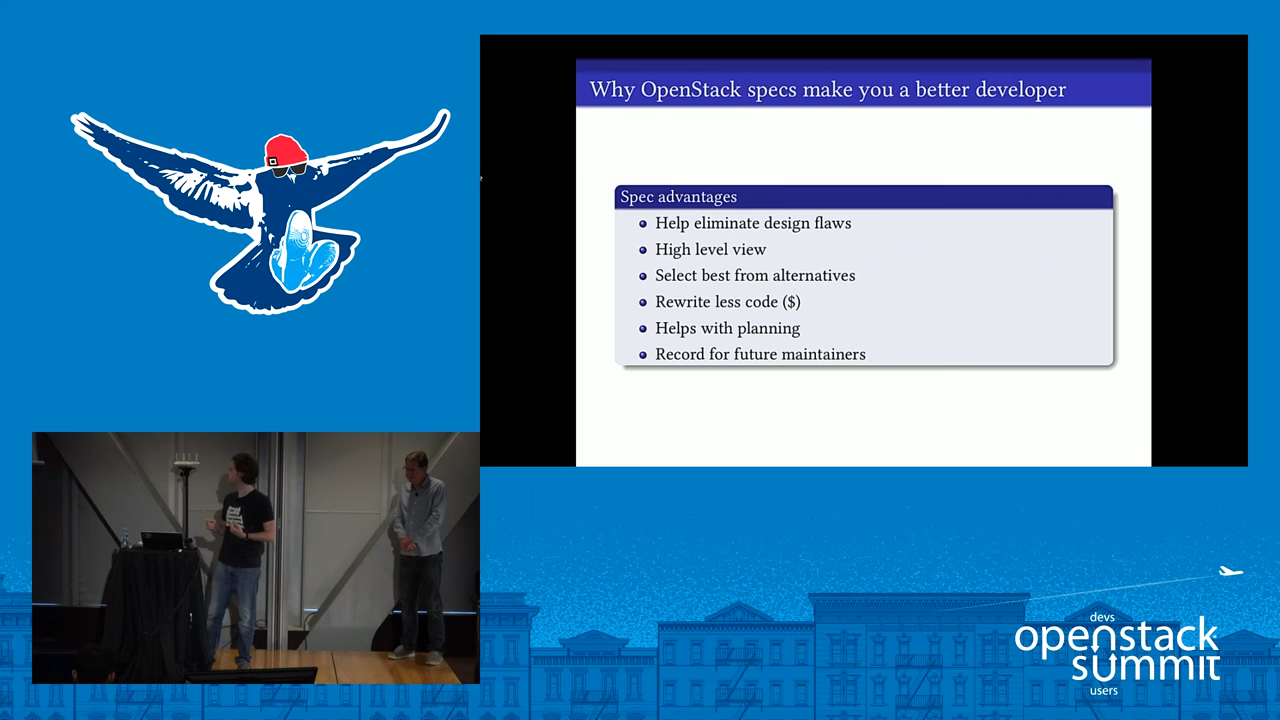 Why OpenStack specs make you a better developer
Spec advantages
Help eliminate design flaws
High level view
Select best from alternatives
Rewrite less code ($)
Helps with planning
Record for future maintainers
devs
openstack
summit
users